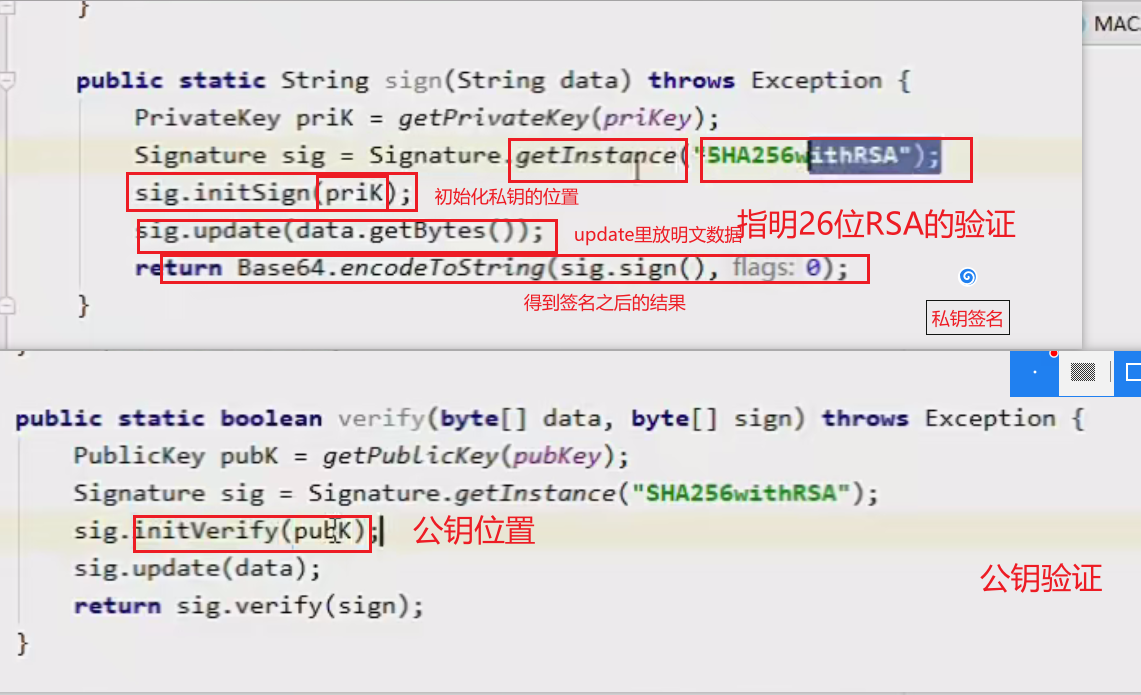 }
MAC
public static String sign(String data) throws Exception {
PrivateKey priK = getPrivateKey(priKey);
Signature sig = Signature.getInstance("SHA256withRSA");
sig.initSign(priK);
初始化私钥的位置
sig.update(data.getBytes());
update里放明文数据
指明26位RSA的验证
return Base64.encodeToString(sig.sign(), flags: 0);
得到签名之后的结果
}
私钥签名
public static boolean verify(byte[] data, byte[] sign) throws Exception {
PublicKey pubK = getPublicKey(pubKey);
Signature sig = Signature.getInstance("SHA256withRSA");
sig.initVerify(pubK);
公钥位置
sig.update(data);
公钥验证
return sig.verify(sign);
}